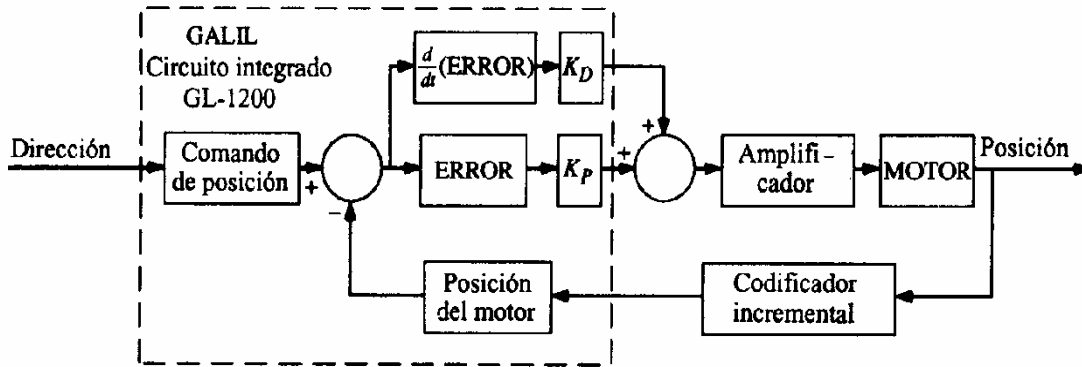 GALIL
Circuito integrado
GL-1200
d/dt (ERROR)
K_D
+
Dirección
Comando
de posición
+
−
ERROR
K_P
+
Amplifi-
cador
MOTOR
Posición
Posición
del motor
Codificador
incremental